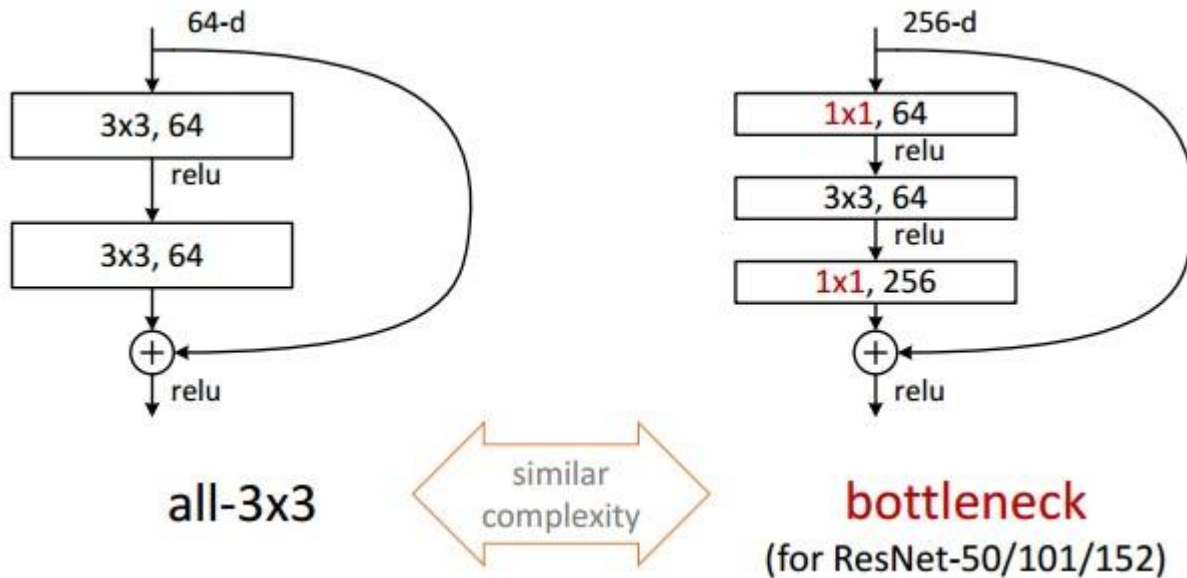 64-d
3x3, 64
relu
3x3, 64
+
relu
all-3x3
similar
complexity
256-d
1x1, 64
relu
3x3, 64
relu
1x1, 256
+
relu
bottleneck
(for ResNet-50/101/152)